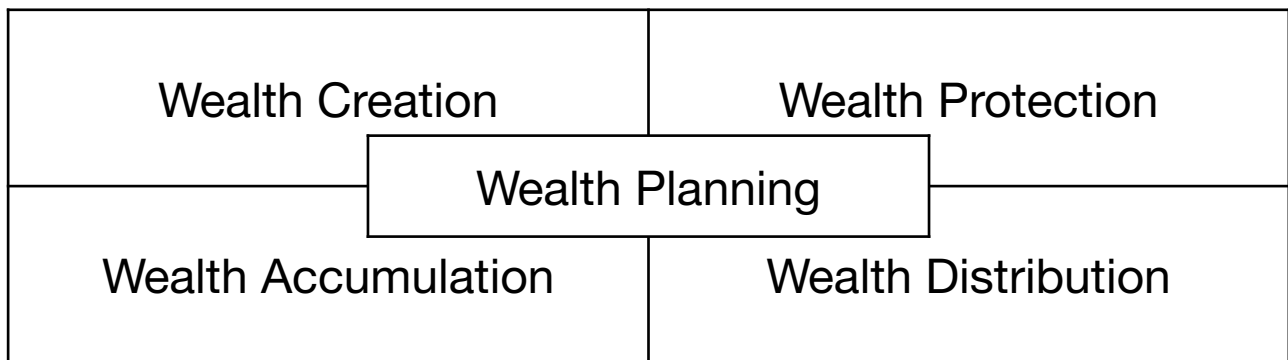 Wealth Creation
Wealth Protection
Wealth Planning
Wealth Accumulation
Wealth Distribution